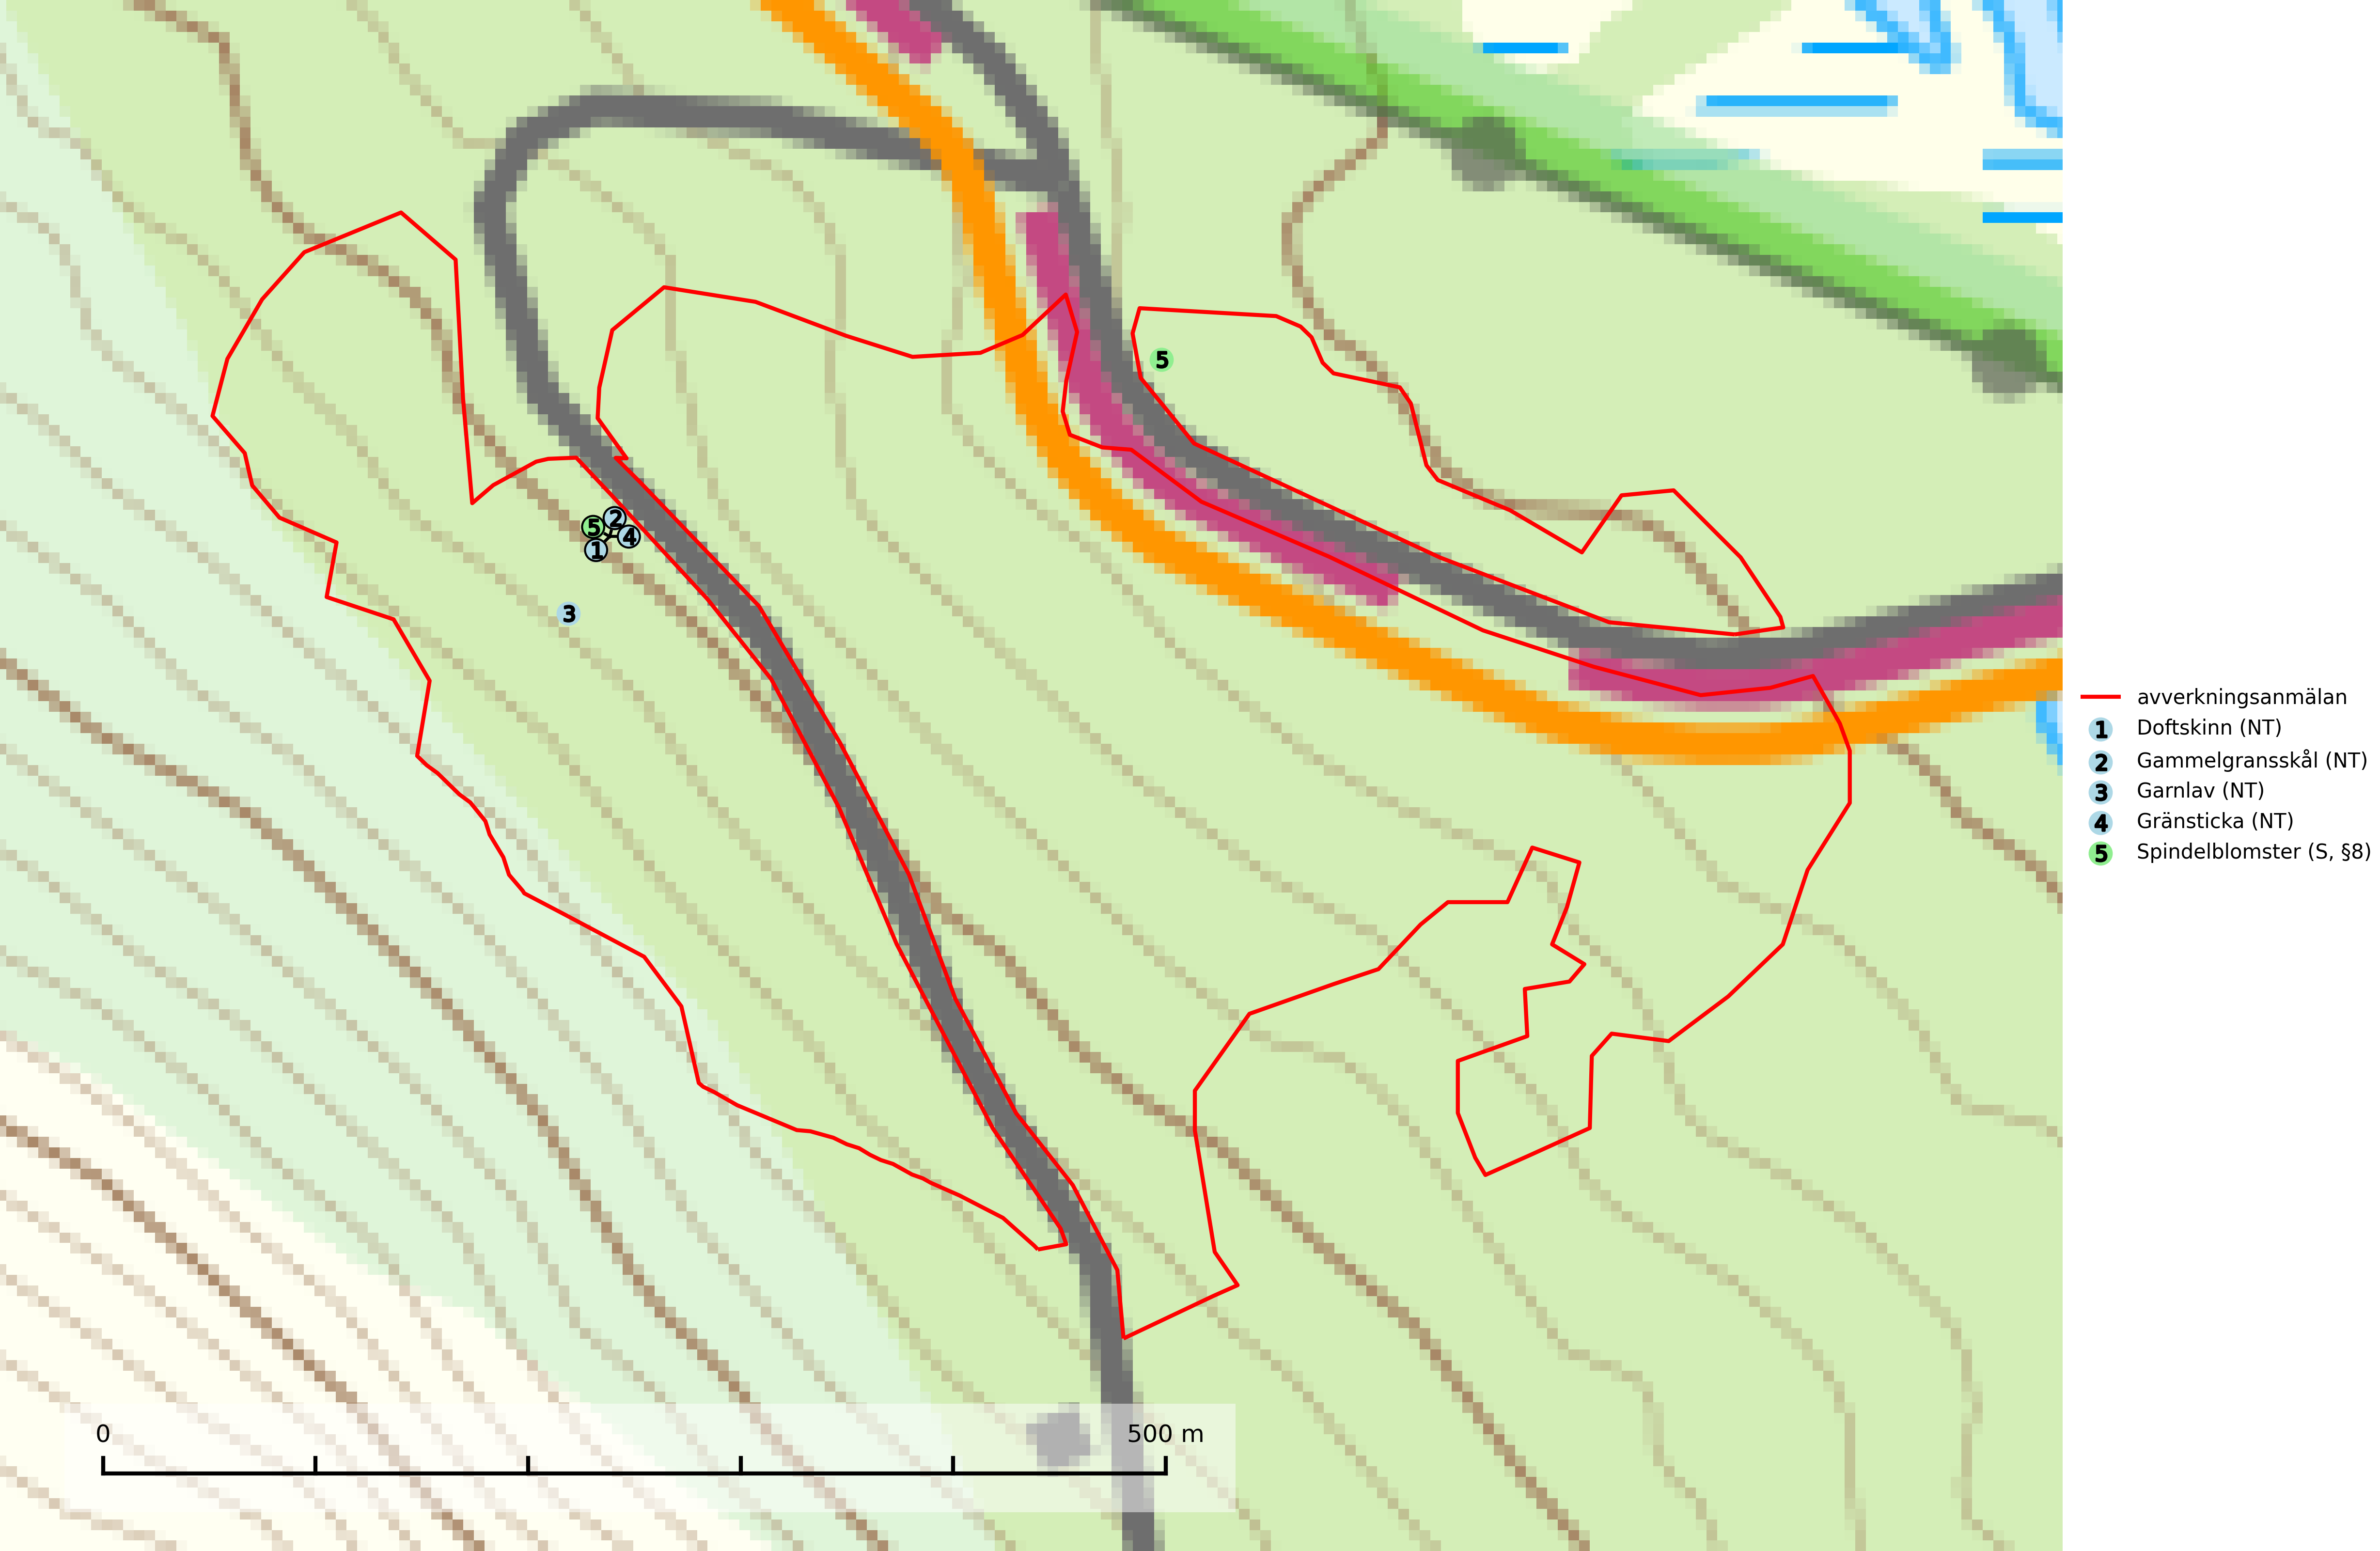 5
5 2
4
1
3
avverkningsanmälan
1 Doftskinn (NT)
2 Gammelgransskål (NT)
3 Garnlav (NT)
4 Gränsticka (NT)
5 Spindelblomster (S, §8)
0 500 m